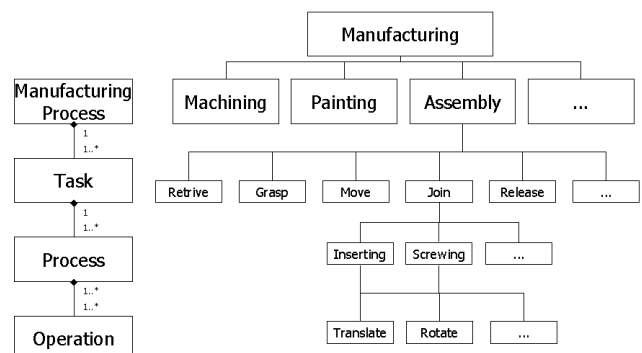 Manufacturing
Manufacturing
Process
Machining
Painting
Assembly
...
1
1..*
Task
Retrive
Grasp
Move
Join
Release
...
1
1..*
Process
Inserting
Screwing
...
1..*
1..*
Operation
Translate
Rotate
...